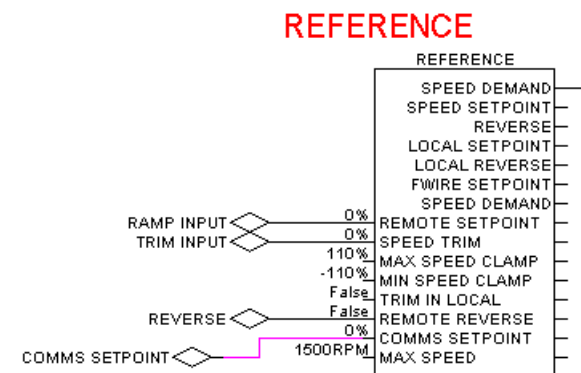 REFERENCE
REFERENCE
SPEED DEMAND
SPEED SETPOINT
REVERSE
LOCAL SETPOINT
LOCAL REVERSE
FWIRE SETPOINT
SPEED DEMAND
RAMP INPUT 0% REMOTE SETPOINT
TRIM INPUT 0% SPEED TRIM
110% MAX SPEED CLAMP
-110% MIN SPEED CLAMP
False TRIM IN LOCAL
REVERSE False REMOTE REVERSE
COMMS SETPOINT 0% COMMS SETPOINT
1500RPM MAX SPEED